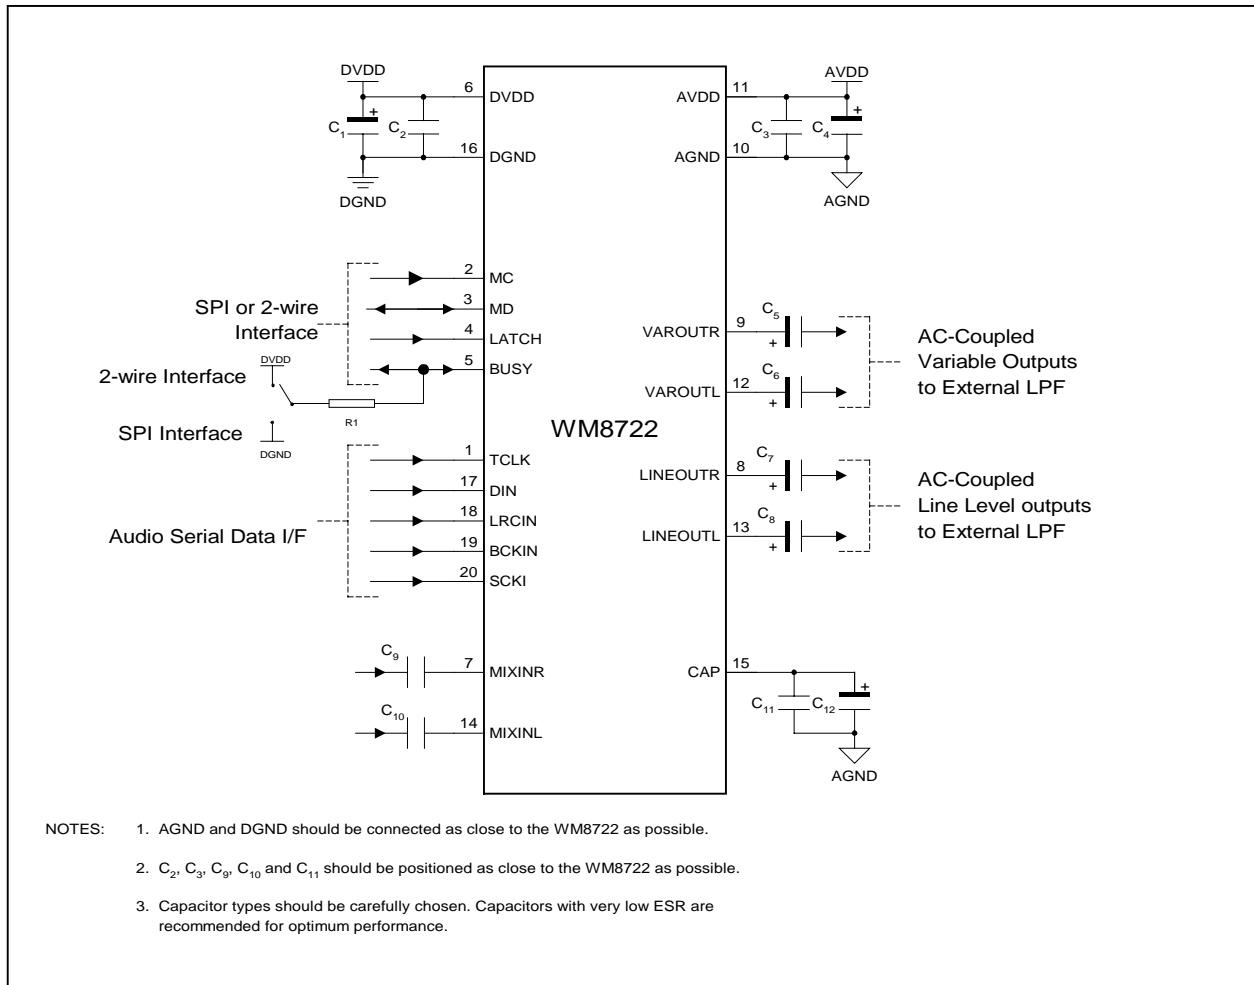 DVDD
AVDD
6
DVDD
AVDD
11
+
C1
C2
C3
C4
+
16
DGND
AGND
10
DGND
AGND
2
MC
3
MD
SPI or 2-wire
Interface
4
LATCH
5
BUSY
DVDD
2-wire Interface
R1
SPI Interface
DGND
VAROUTR
9
C5
+
VAROUTL
12
C6
+
AC-Coupled
Variable Outputs
to External LPF
WM8722
1
TCLK
17
DIN
18
LRCIN
Audio Serial Data I/F
19
BCKIN
20
SCKI
LINEOUTR
8
C7
+
LINEOUTL
13
C8
+
AC-Coupled
Line Level outputs
to External LPF
C9
7
MIXINR
C10
14
MIXINL
CAP
15
+
C11
C12
AGND
NOTES:
1. AGND and DGND should be connected as close to the WM8722 as possible.
2. C2, C3, C9, C10 and C11 should be positioned as close to the WM8722 as possible.
3. Capacitor types should be carefully chosen. Capacitors with very low ESR are
recommended for optimum performance.